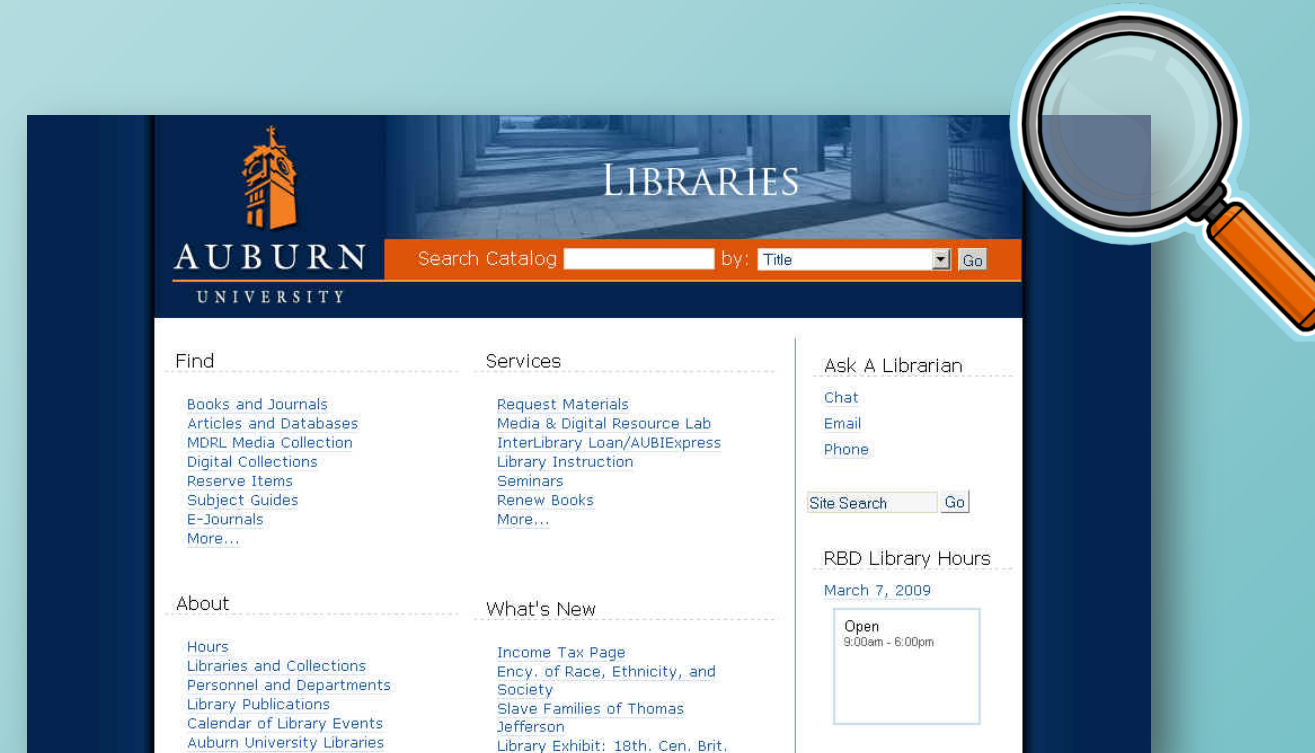 LIBRARIES
AUBURN
UNIVERSITY
Search Catalog by: Title Go
Find
Books and Journals
Articles and Databases
MDRL Media Collection
Digital Collections
Reserve Items
Subject Guides
E-Journals
More...
Services
Request Materials
Media & Digital Resource Lab
InterLibrary Loan/AUBIExpress
Library Instruction
Seminars
Renew Books
More...
Ask A Librarian
Chat
Email
Phone
Site Search Go
RBD Library Hours
March 7, 2009
Open
9:00am - 6:00pm
About
Hours
Libraries and Collections
Personnel and Departments
Library Publications
Calendar of Library Events
Auburn University Libraries
What's New
Income Tax Page
Ency. of Race, Ethnicity, and
Society
Slave Families of Thomas
Jefferson
Library Exhibit: 18th. Cen. Brit.